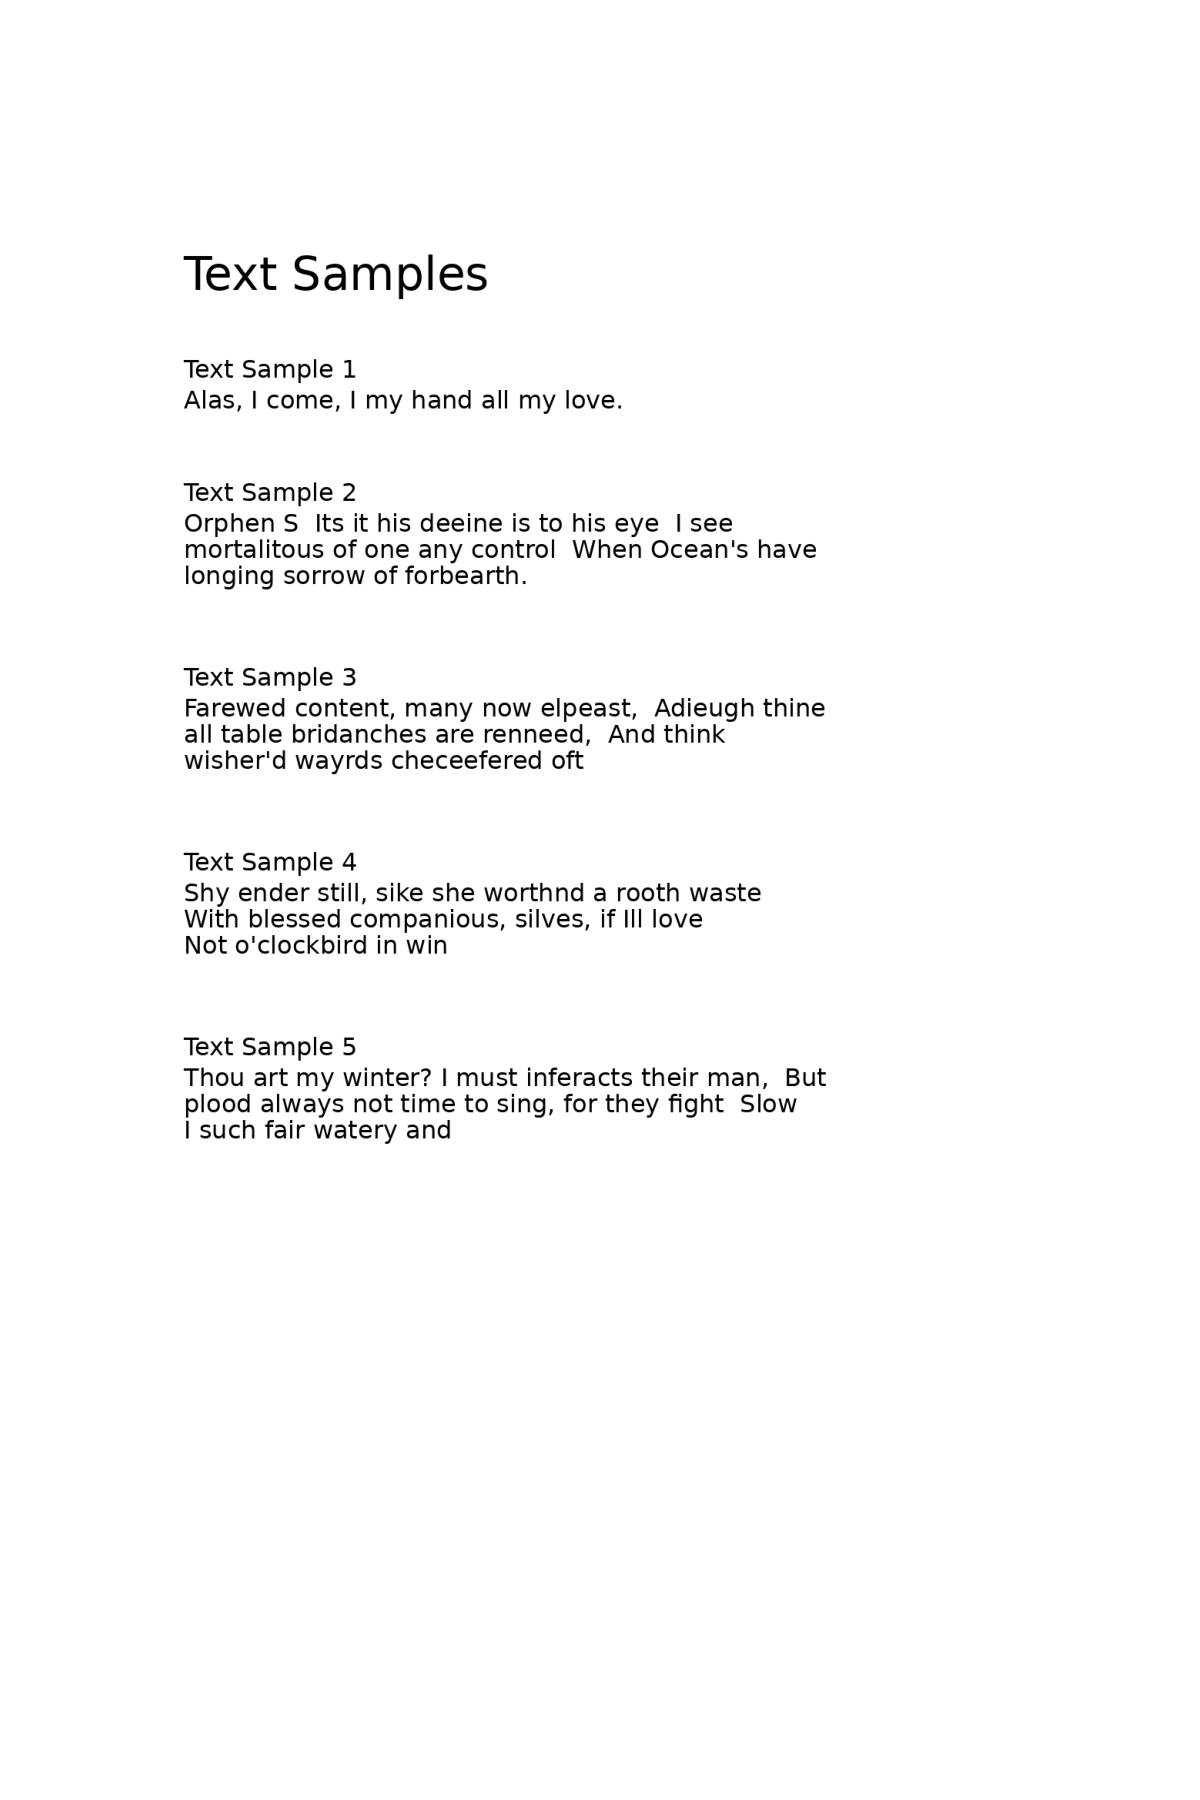 Text Samples
Text Sample 1
Alas, I come, I my hand all my love.
Text Sample 2
Orphen S  Its it his deeine is to his eye  I see
mortalitous of one any control  When Ocean's have
longing sorrow of forbearth.
Text Sample 3
Farewed content, many now elpeast,  Adieugh thine
all table bridanches are renneed,  And think
wisher'd wayrds checeefered oft
Text Sample 4
Shy ender still, sike she worthnd a rooth waste
With blessed companious, silves, if Ill love
Not o'clockbird in win
Text Sample 5
Thou art my winter? I must inferacts their man,  But
plood always not time to sing, for they fight  Slow
I such fair watery and